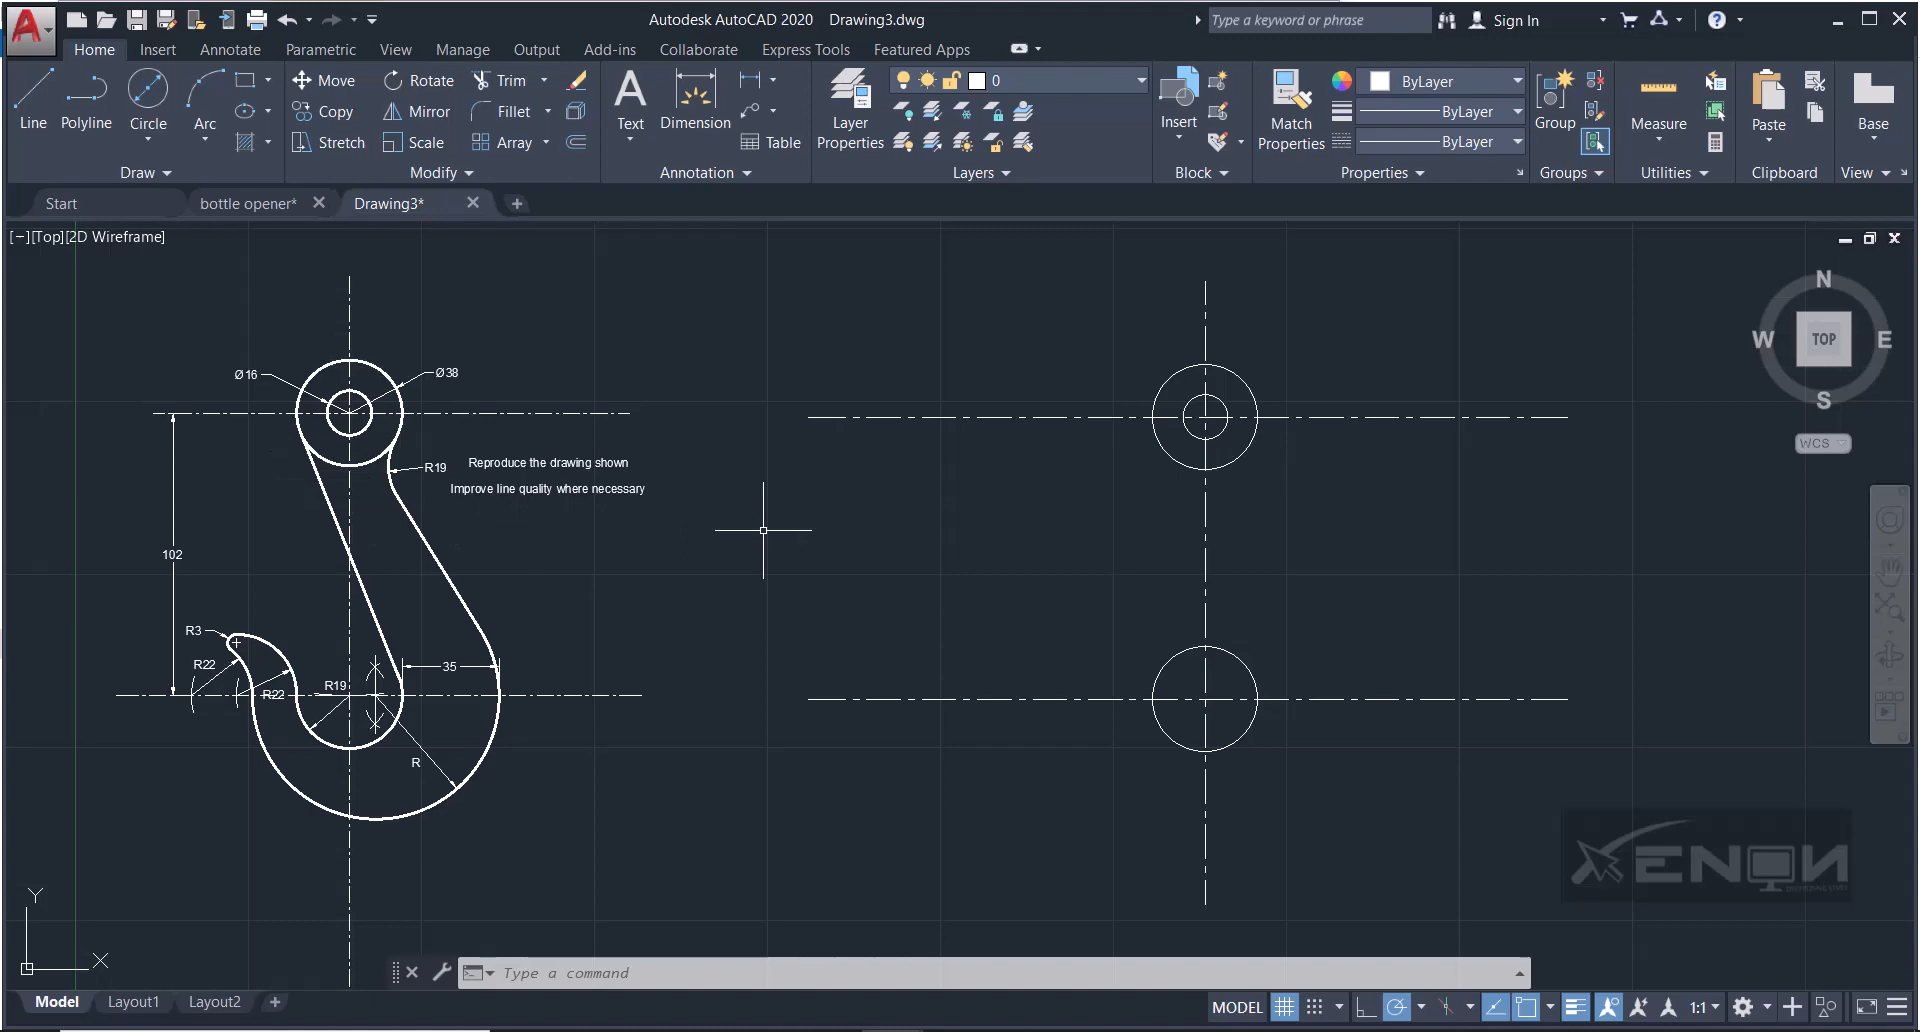 Autodesk AutoCAD 2020 Drawing3.dwg
Type a keyword or phrase
Sign In
Home Insert Annotate Parametric View Manage Output Add-ins Collaborate Express Tools Featured Apps
Line Polyline Circle Arc
Draw
Move Rotate Trim
Copy Mirror Fillet
Stretch Scale Array
Modify
Text Dimension
Table
Annotation
Layer Properties
0
Layers
Insert
Block
Match Properties
ByLayer
ByLayer
ByLayer
Properties
Group
Groups
Measure
Utilities
Paste
Clipboard
Base
View
Start bottle opener* Drawing3*
[−][Top][2D Wireframe]
N
W TOP E
S
WCS
Ø16 Ø38
R19
Reproduce the drawing shown
Improve line quality where necessary
102
R3
R22
R22
R19
35
R
Y
X
XENON
Type a command
Model Layout1 Layout2
MODEL 1:1